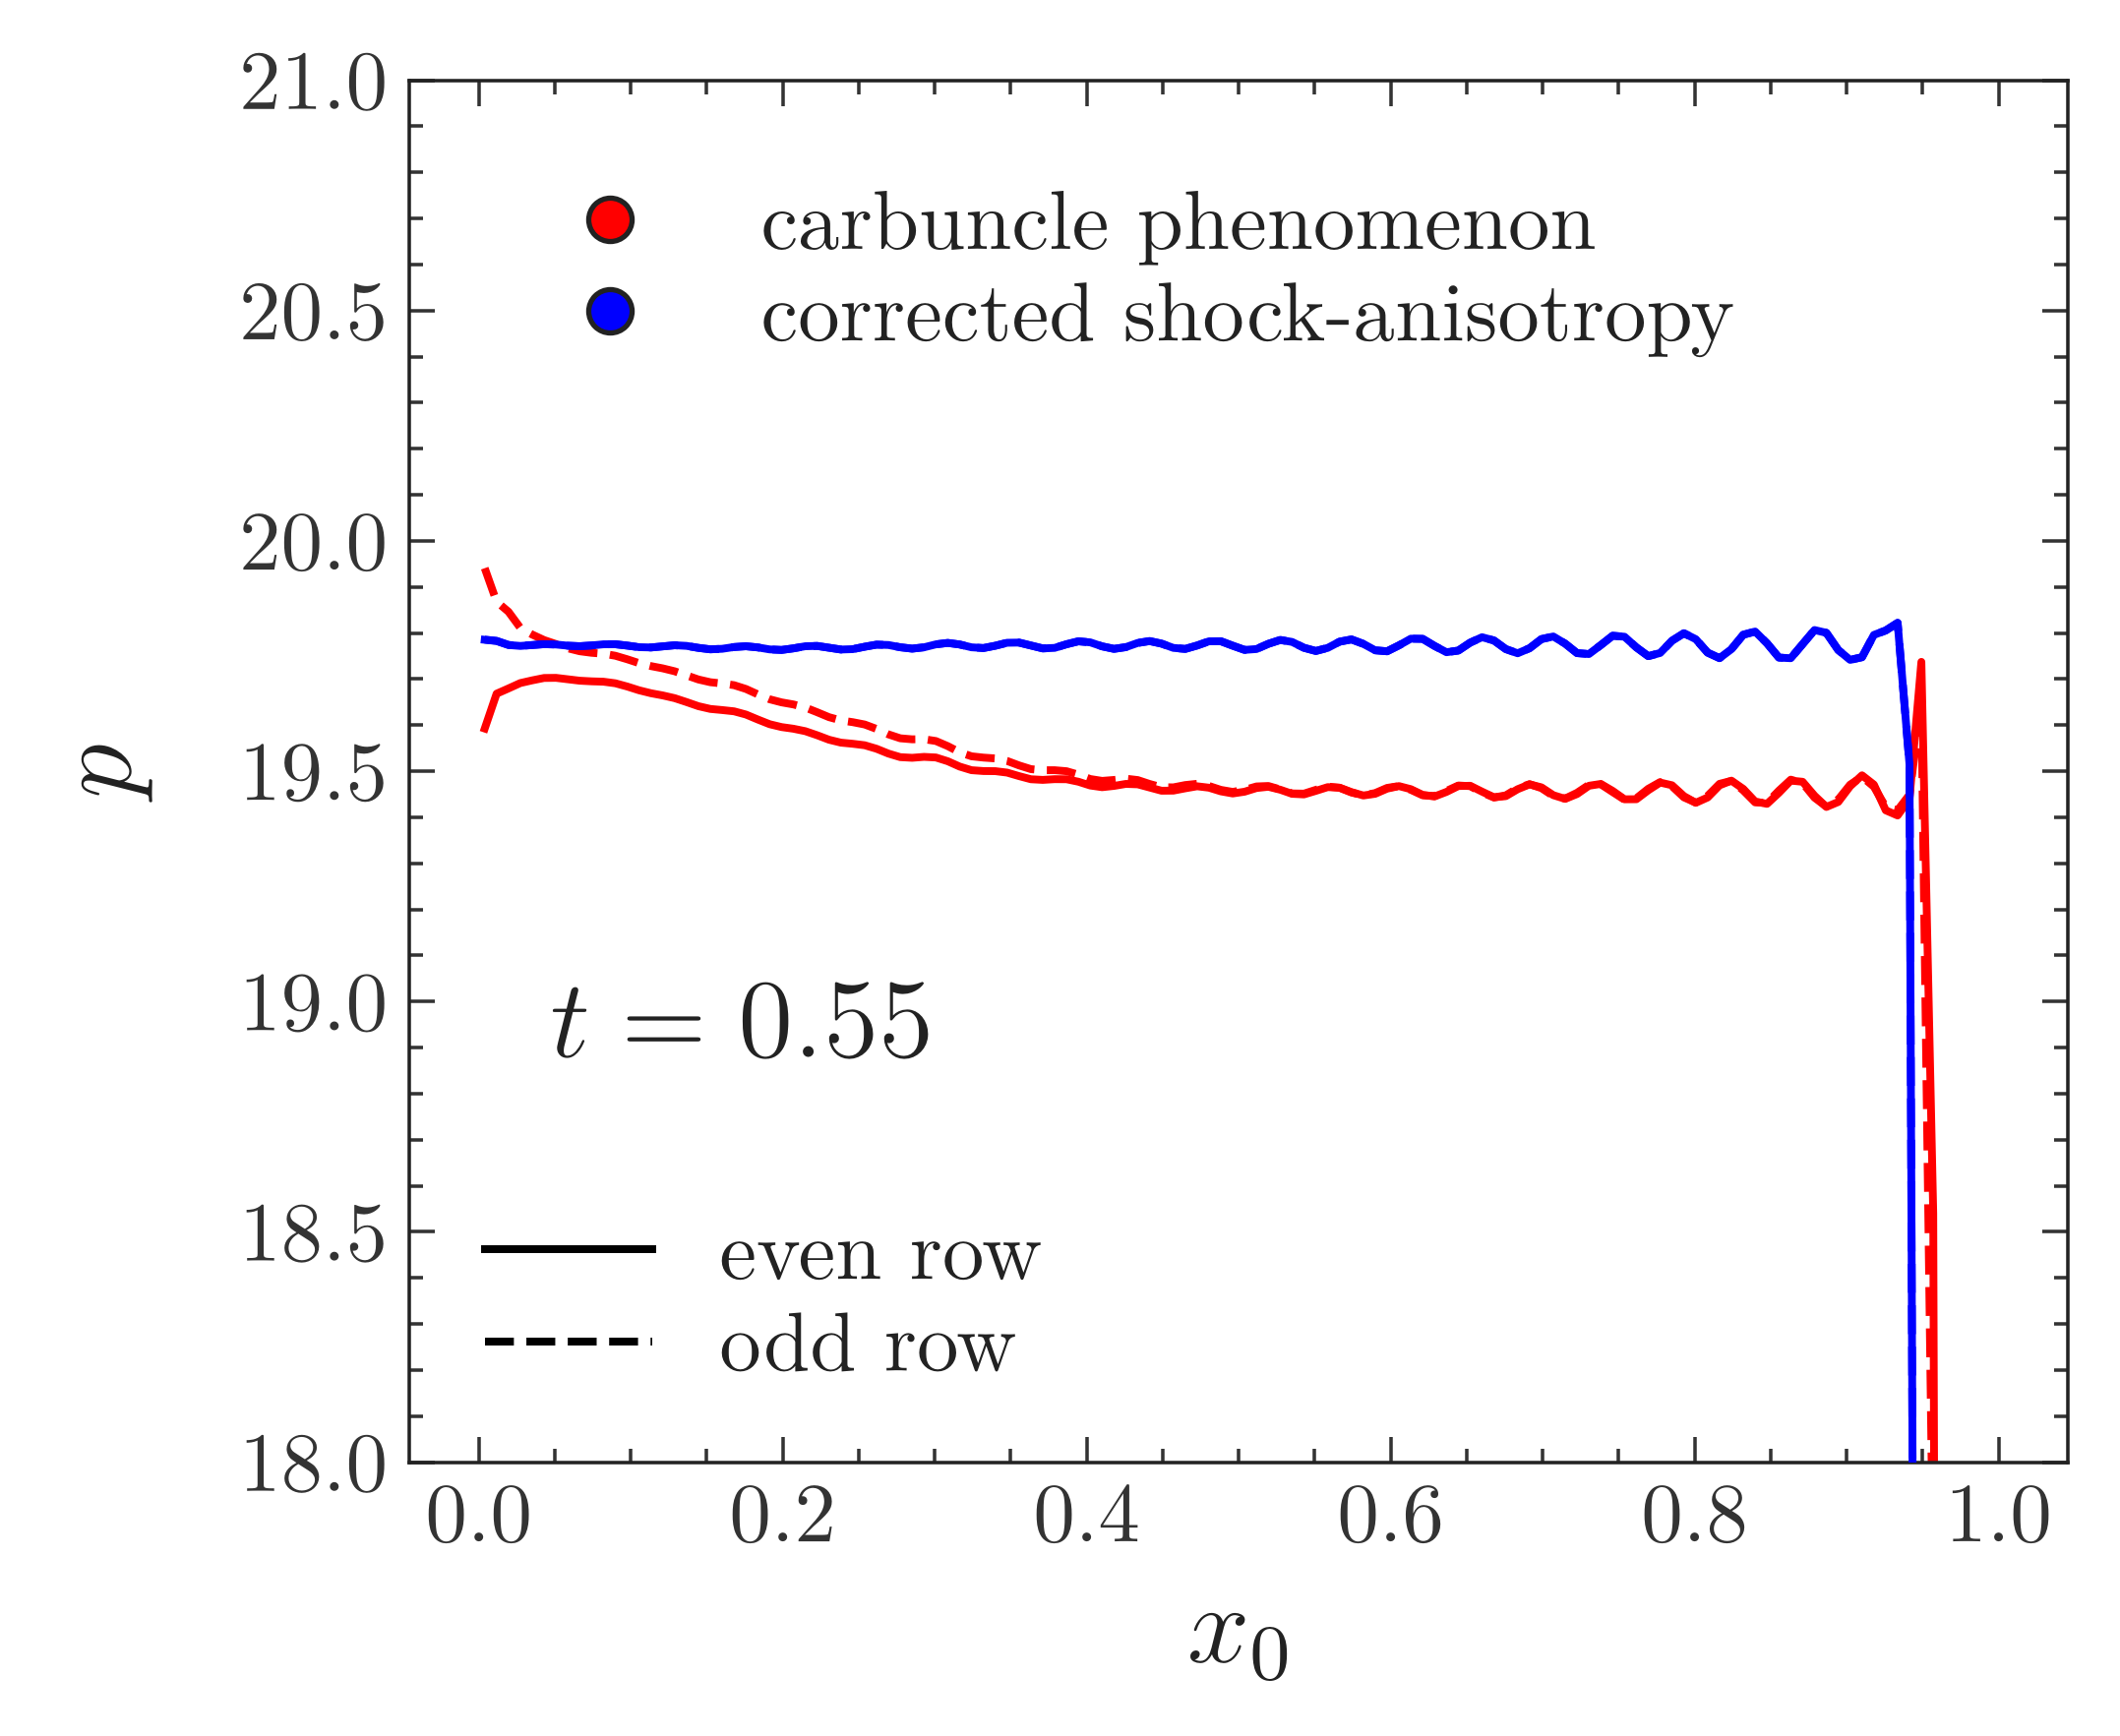 21.0
carbuncle phenomenon
20.5
corrected shock-anisotropy
20.0
p
19.5
19.0
t = 0.55
18.5
even row
odd row
18.0
0.0 0.2 0.4 0.6 0.8 1.0
x₀